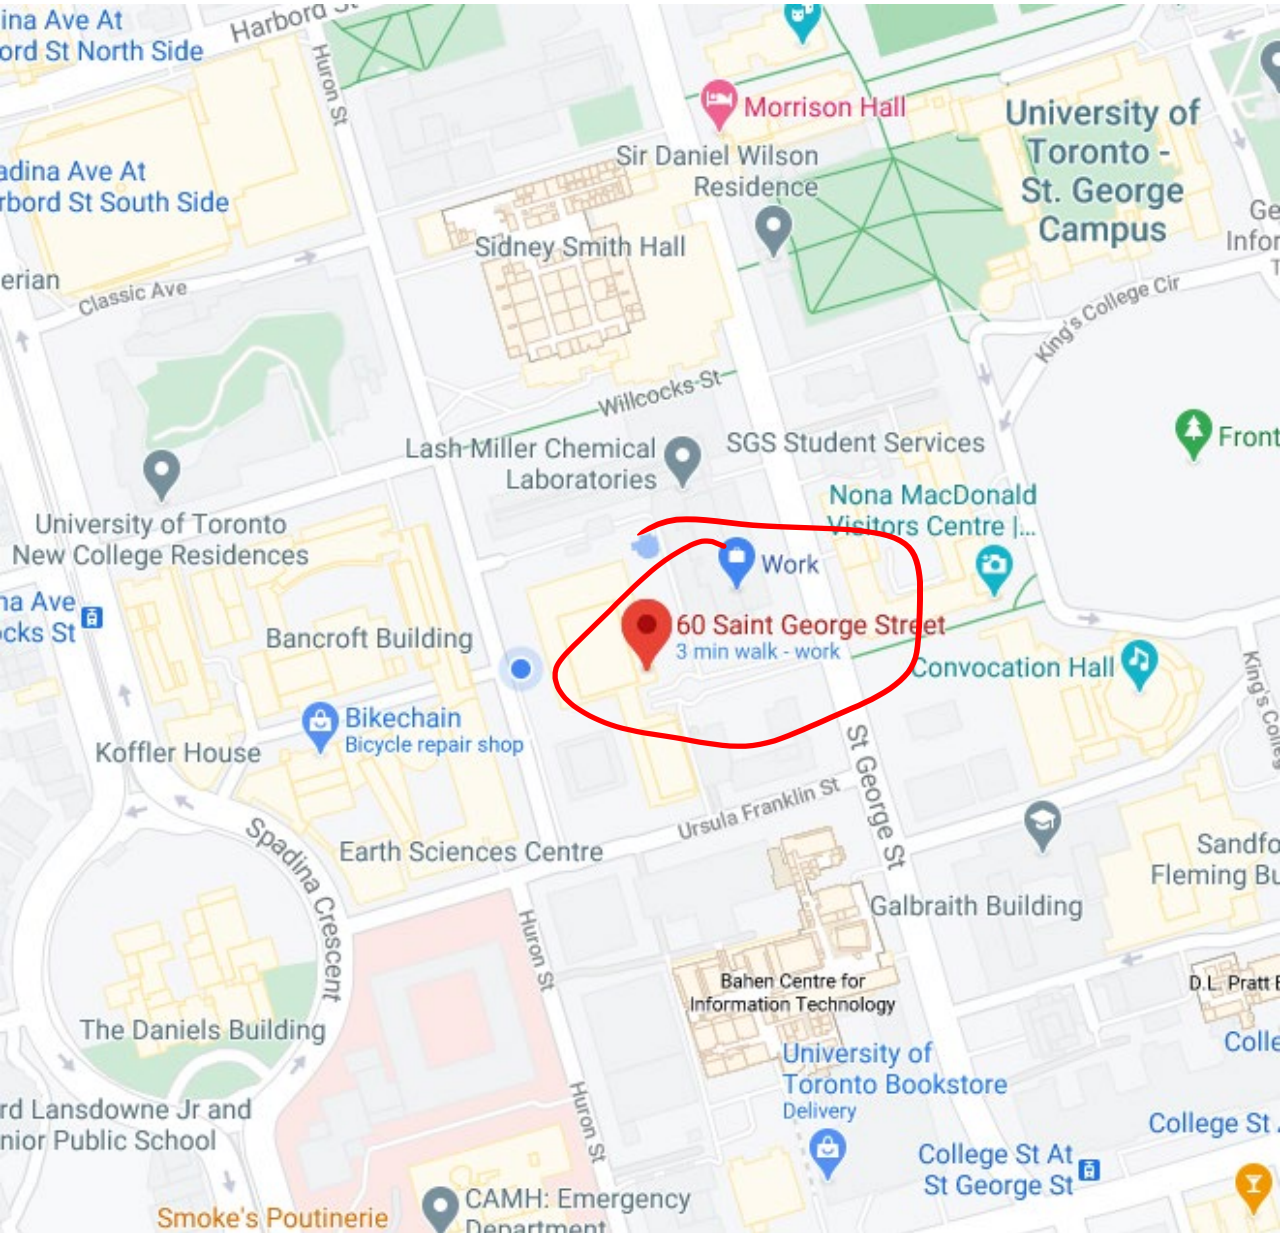 ina Ave At
ord St North Side
Harbord St
Huron St
Morrison Hall
University of
Toronto -
St. George
Campus
Sir Daniel Wilson
Residence
adina Ave At
rbord St South Side
Sidney Smith Hall
Ge
Infor
T
erian
Classic Ave
King's College Cir
Willcocks St
Front
Lash Miller Chemical
Laboratories
SGS Student Services
Nona MacDonald
Visitors Centre |...
University of Toronto
New College Residences
Work
na Ave
ocks St
60 Saint George Street
3 min walk - work
Bancroft Building
Convocation Hall
King's College
Bikechain
Bicycle repair shop
Koffler House
St George St
Ursula Franklin St
Spadina Crescent
Earth Sciences Centre
Sandfo
Fleming Bu
Galbraith Building
Huron St
Bahen Centre for
Information Technology
D.L. Pratt B
The Daniels Building
Colle
University of
Toronto Bookstore
Delivery
rd Lansdowne Jr and
nior Public School
Huron St
College St
College St At
St George St
CAMH: Emergency
Department
Smoke's Poutinerie